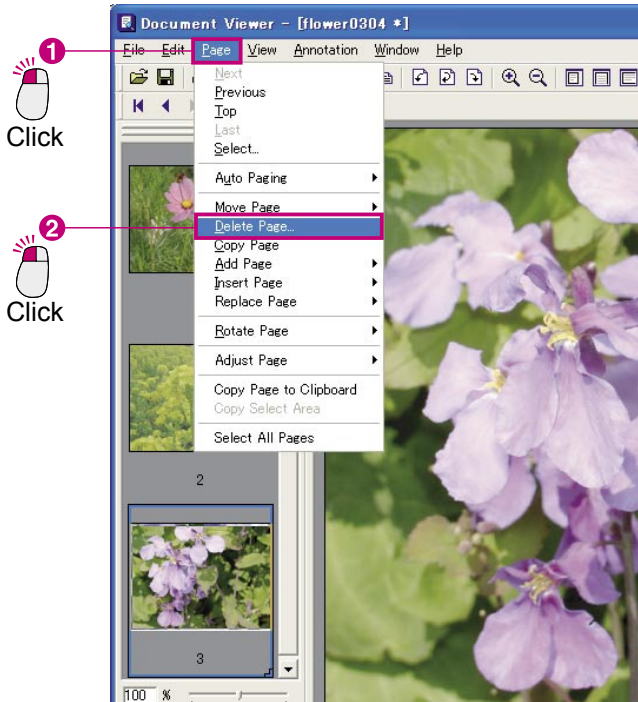 Document Viewer - [flower0304 *]
1
File Edit Page View Annotation Window Help
Next
Previous
Click
Top
Last
Select...
Auto Paging
Move Page
2
Delete Page...
Copy Page
Add Page
Click
Insert Page
Replace Page
Rotate Page
Adjust Page
Copy Page to Clipboard
Copy Select Area
Select All Pages
2
3
100 %